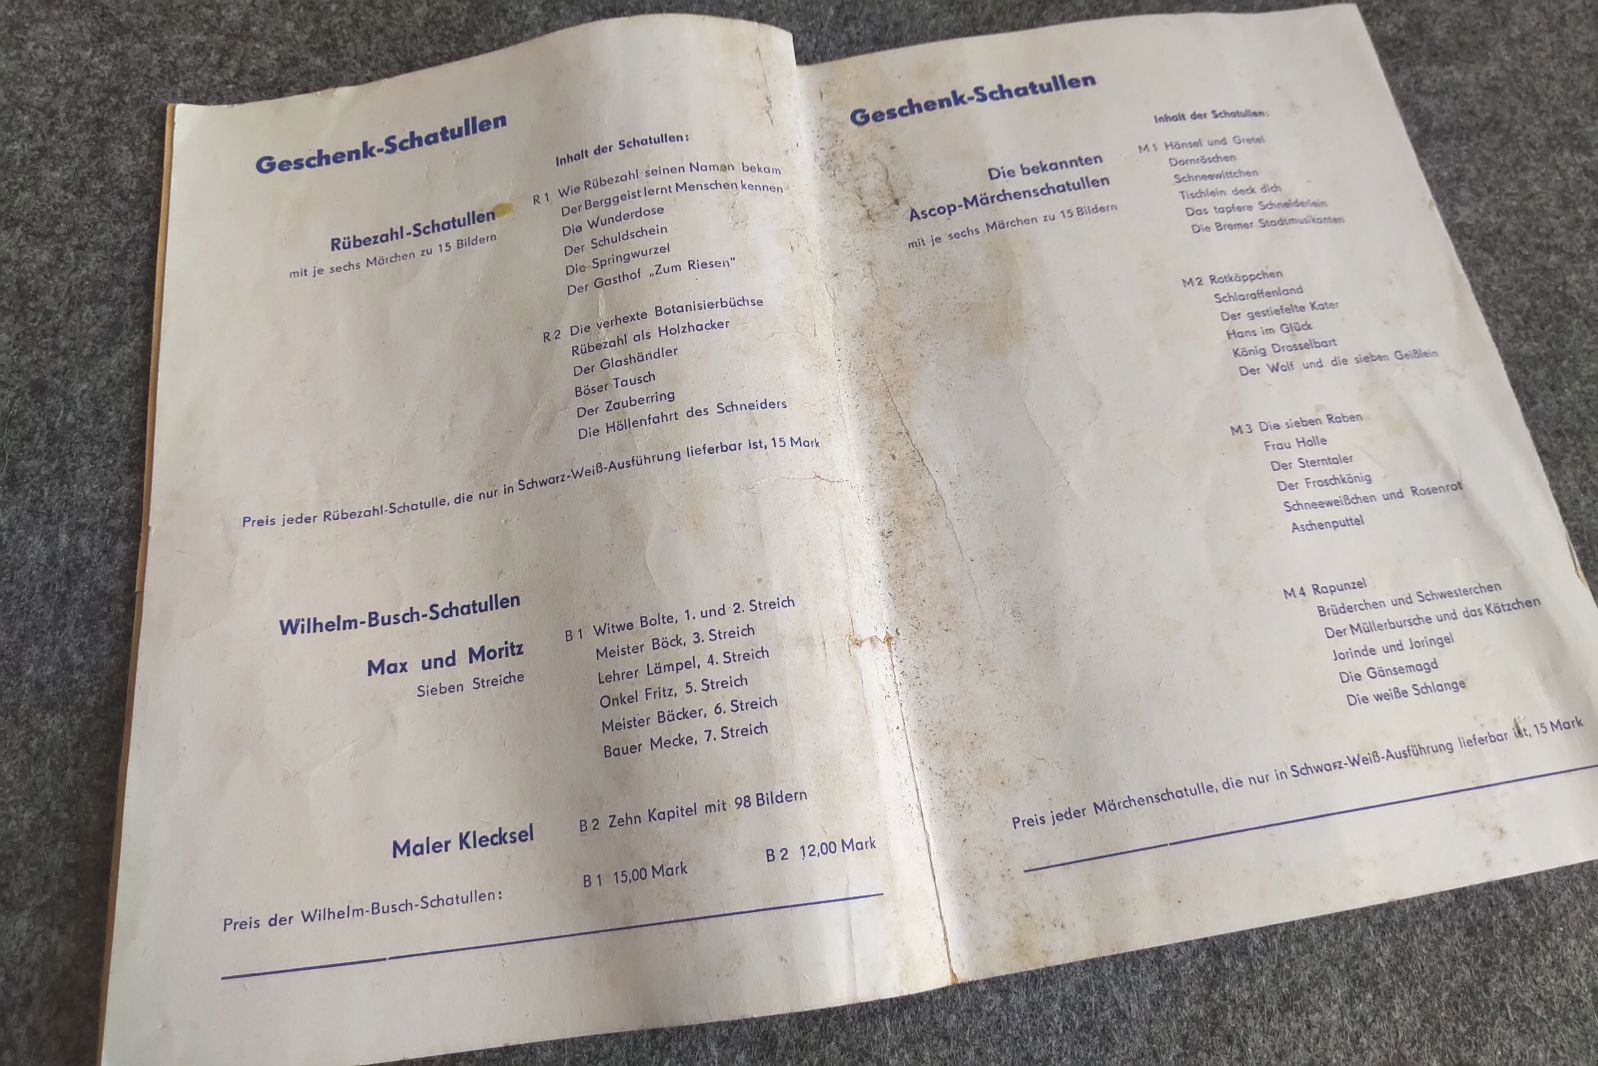 Geschenk-Schatullen
Rübezahl-Schatullen
mit je sechs Märchen zu 15 Bildern
Inhalt der Schatullen:
R 1 Wie Rübezahl seinen Namen bekam
Der Berggeist lernt Menschen kennen
Die Wunderdose
Der Schuldschein
Die Springwurzel
Der Gasthof „Zum Riesen“
R 2 Die verhexte Botanisierbüchse
Rübezahl als Holzhacker
Der Glashändler
Böser Tausch
Der Zauberring
Die Höllenfahrt des Schneiders
Preis jeder Rübezahl-Schatulle, die nur in Schwarz-Weiß-Ausführung lieferbar ist, 15 Mark
Wilhelm-Busch-Schatullen
Max und Moritz
Sieben Streiche
B 1 Witwe Bolte, 1. und 2. Streich
Meister Böck, 3. Streich
Lehrer Lämpel, 4. Streich
Onkel Fritz, 5. Streich
Meister Bäcker, 6. Streich
Bauer Mecke, 7. Streich
Maler Klecksel
B 2 Zehn Kapitel mit 98 Bildern
Preis der Wilhelm-Busch-Schatullen: B 1 15,00 Mark B 2 12,00 Mark
Geschenk-Schatullen
Die bekannten
Ascop-Märchenschatullen
mit je sechs Märchen zu 15 Bildern
Inhalt der Schatullen:
M 1 Hänsel und Gretel
Dornröschen
Schneewittchen
Tischlein deck dich
Das tapfere Schneiderlein
Die Bremer Stadtmusikanten
M 2 Rotkäppchen
Schlaraffenland
Der gestiefelte Kater
Hans im Glück
König Drosselbart
Der Wolf und die sieben Geißlein
M 3 Die sieben Raben
Frau Holle
Der Sterntaler
Der Froschkönig
Schneeweißchen und Rosenrot
Aschenputtel
M 4 Rapunzel
Brüderchen und Schwesterchen
Der Müllerbursche und das Kätzchen
Jorinde und Joringel
Die Gänsemagd
Die weiße Schlange
Preis jeder Märchenschatulle, die nur in Schwarz-Weiß-Ausführung lieferbar ist, 15 Mark